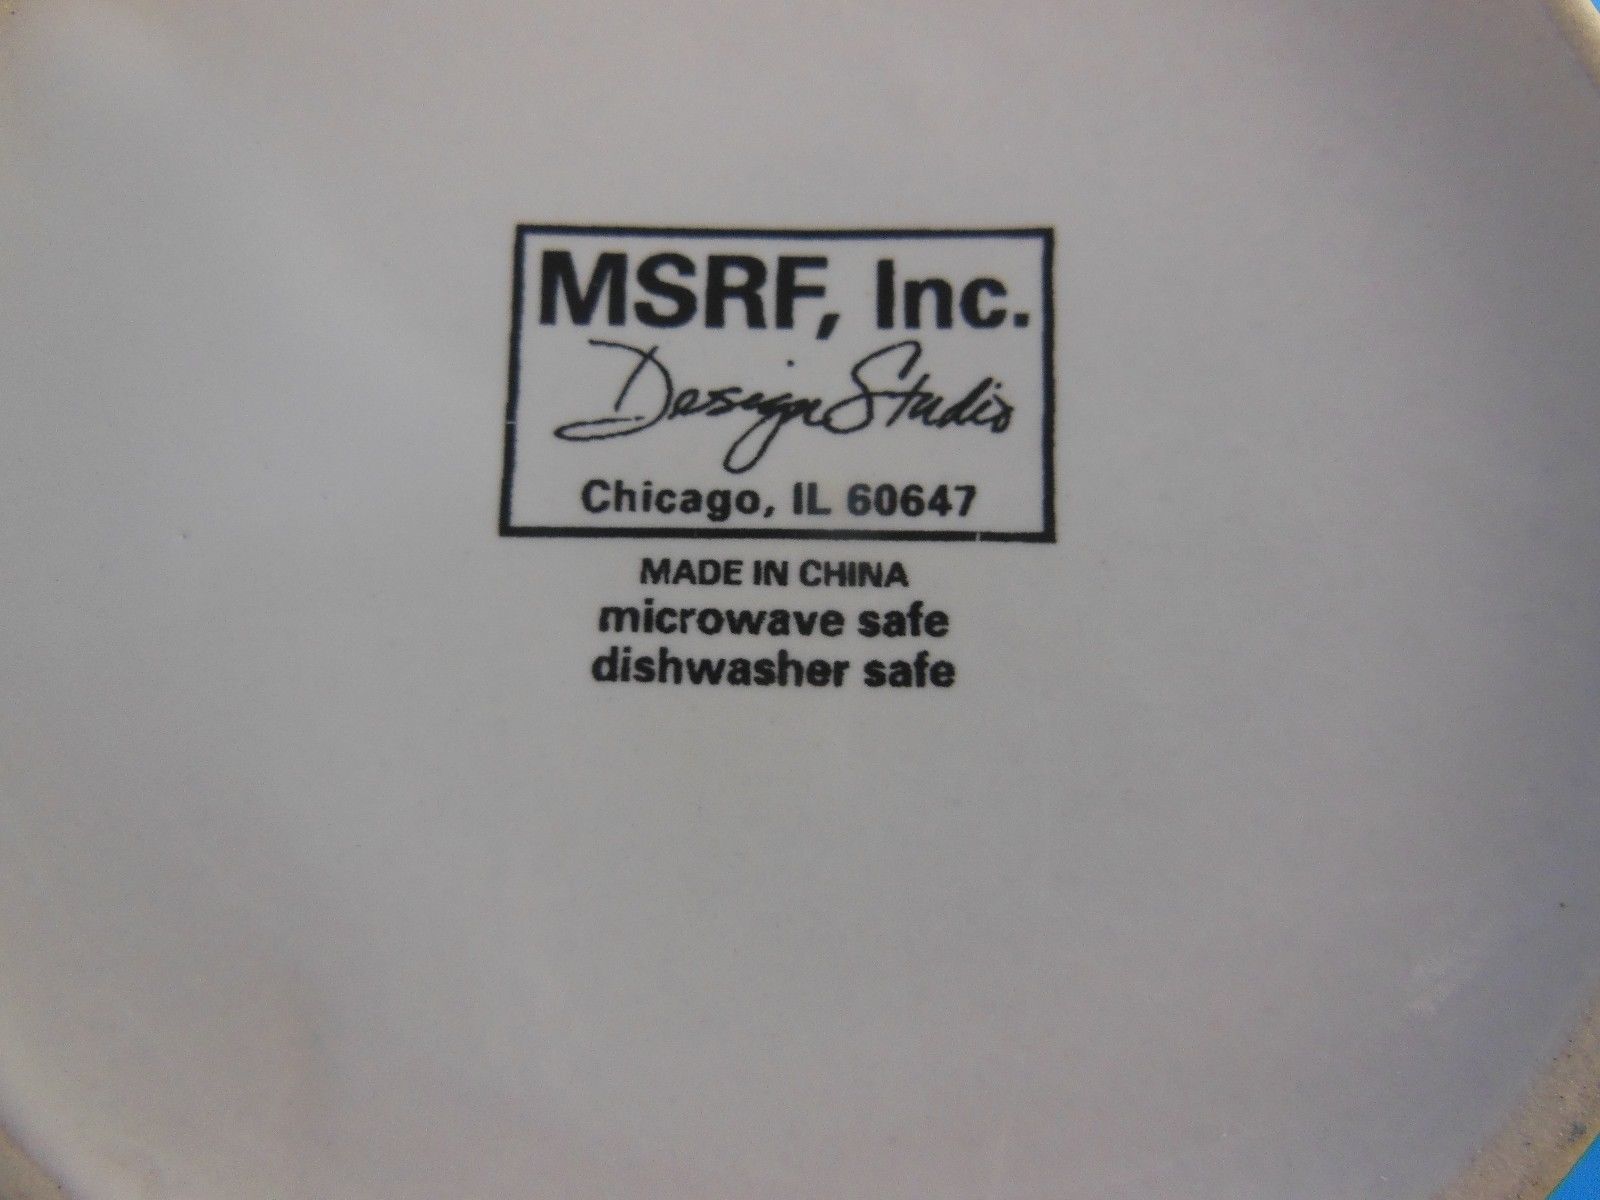 MSRF, Inc.
Design Studio
Chicago, IL 60647
MADE IN CHINA
microwave safe
dishwasher safe